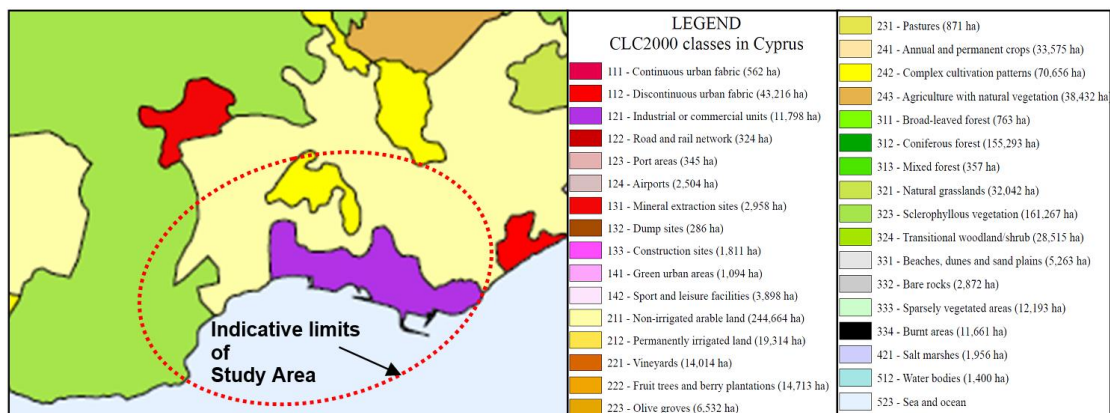 Indicative limits
of
Study Area
LEGEND
CLC2000 classes in Cyprus
111 - Continuous urban fabric (562 ha)
112 - Discontinuous urban fabric (43,216 ha)
121 - Industrial or commercial units (11,798 ha)
122 - Road and rail network (324 ha)
123 - Port areas (345 ha)
124 - Airports (2,504 ha)
131 - Mineral extraction sites (2,958 ha)
132 - Dump sites (286 ha)
133 - Construction sites (1,811 ha)
141 - Green urban areas (1,094 ha)
142 - Sport and leisure facilities (3,898 ha)
211 - Non-irrigated arable land (244,664 ha)
212 - Permanently irrigated land (19,314 ha)
221 - Vineyards (14,014 ha)
222 - Fruit trees and berry plantations (14,713 ha)
223 - Olive groves (6,532 ha)
231 - Pastures (871 ha)
241 - Annual and permanent crops (33,575 ha)
242 - Complex cultivation patterns (70,656 ha)
243 - Agriculture with natural vegetation (38,432 ha)
311 - Broad-leaved forest (763 ha)
312 - Coniferous forest (155,293 ha)
313 - Mixed forest (357 ha)
321 - Natural grasslands (32,042 ha)
323 - Sclerophyllous vegetation (161,267 ha)
324 - Transitional woodland/shrub (28,515 ha)
331 - Beaches, dunes and sand plains (5,263 ha)
332 - Bare rocks (2,872 ha)
333 - Sparsely vegetated areas (12,193 ha)
334 - Burnt areas (11,661 ha)
421 - Salt marshes (1,956 ha)
512 - Water bodies (1,400 ha)
523 - Sea and ocean